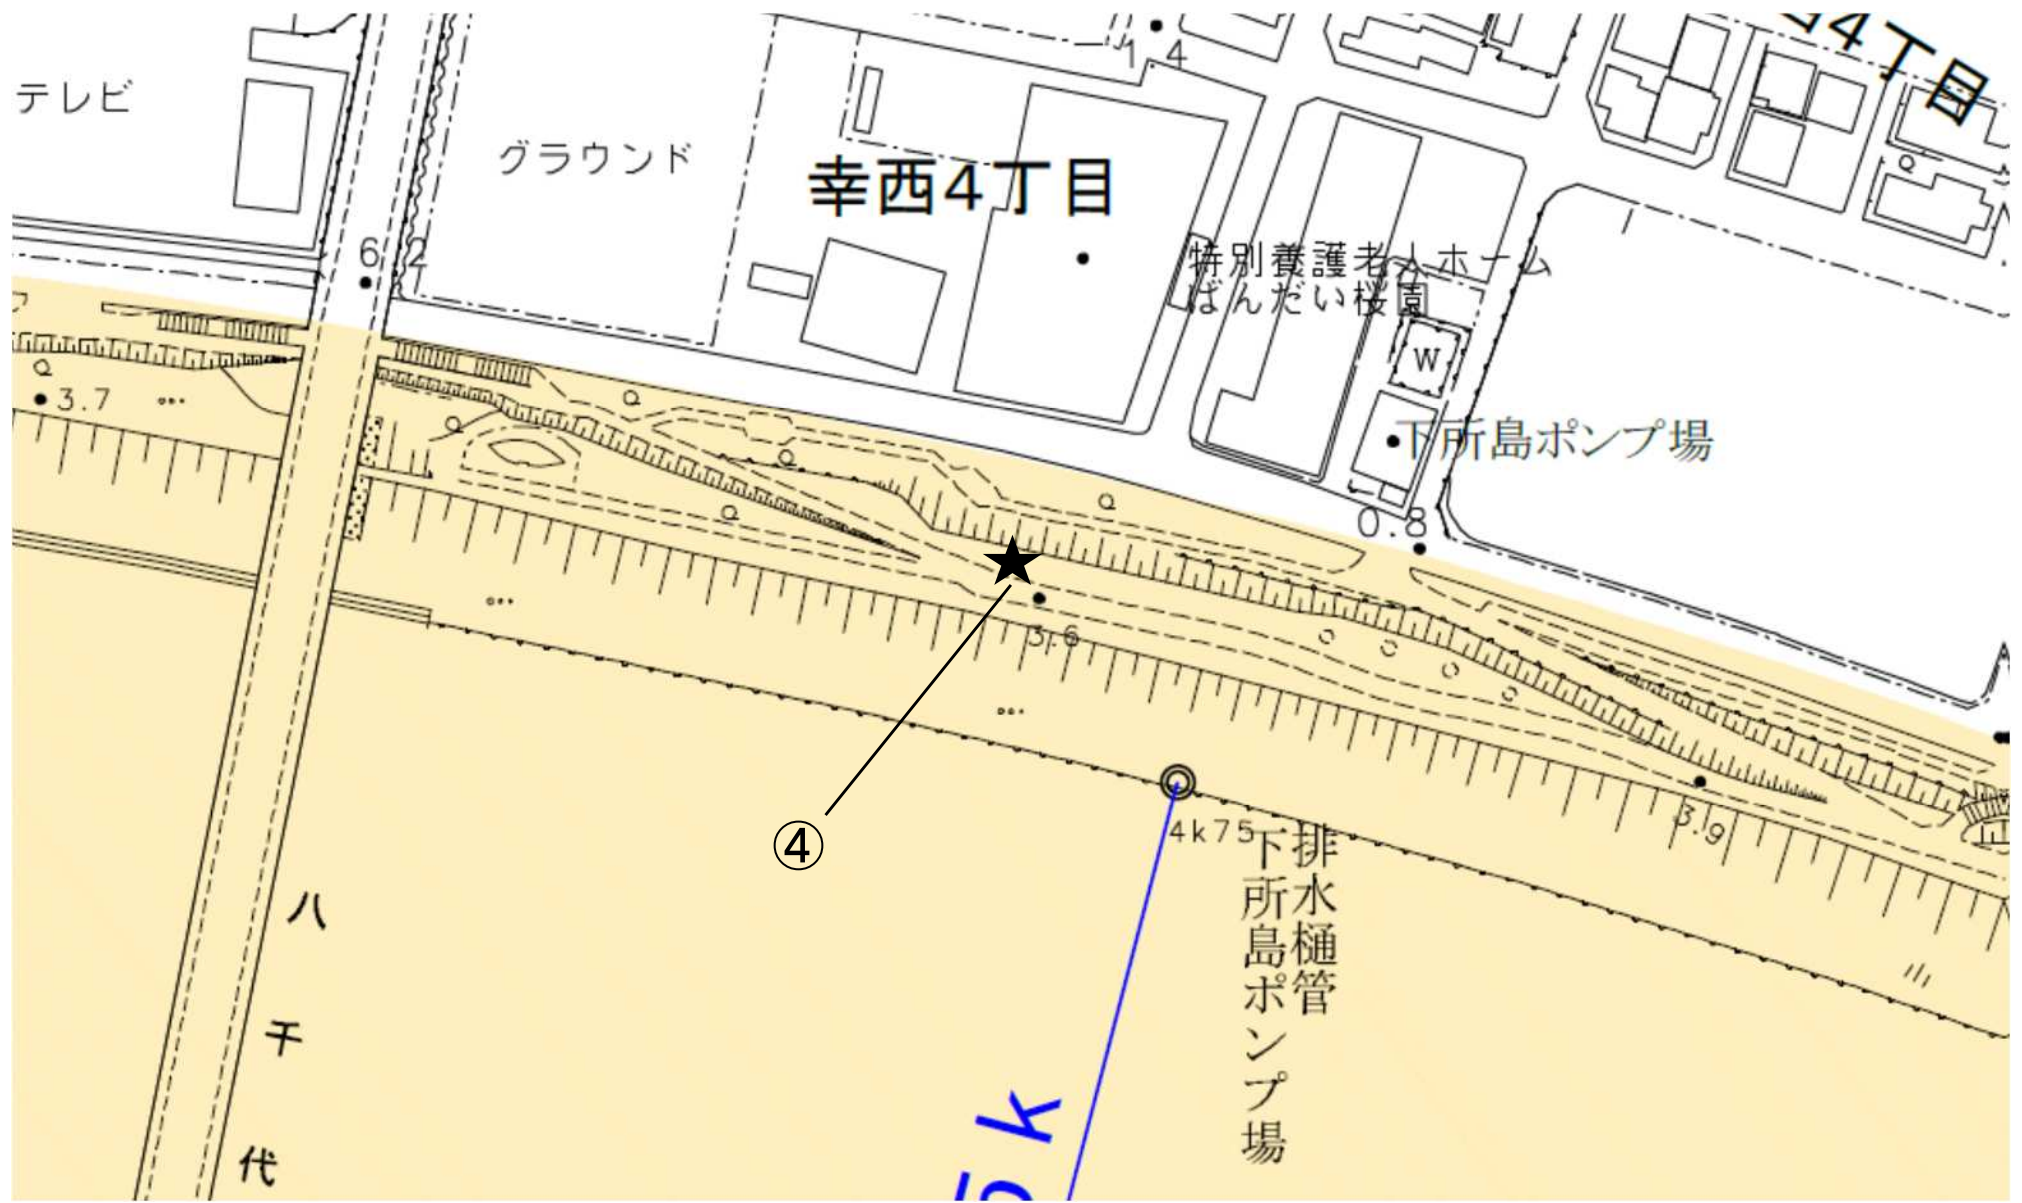 テレビ
グラウンド
1.4
4丁目
幸西4丁目
6.2
特別養護老人ホーム
ばんだい桜園
W
下所島ポンプ場
3.7
0.8
3.6
④
4k75
3.9
排水樋管
下所島ポンプ場
八千代
5k